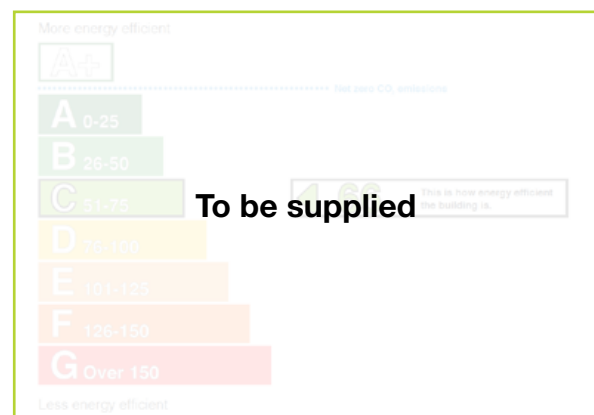 More energy efficient
A+
Net zero CO₂ emissions
A 0-25
B 26-50
C 51-75
This is how energy efficient
the building is.
To be supplied
D 76-100
E 101-125
F 126-150
G Over 150
Less energy efficient